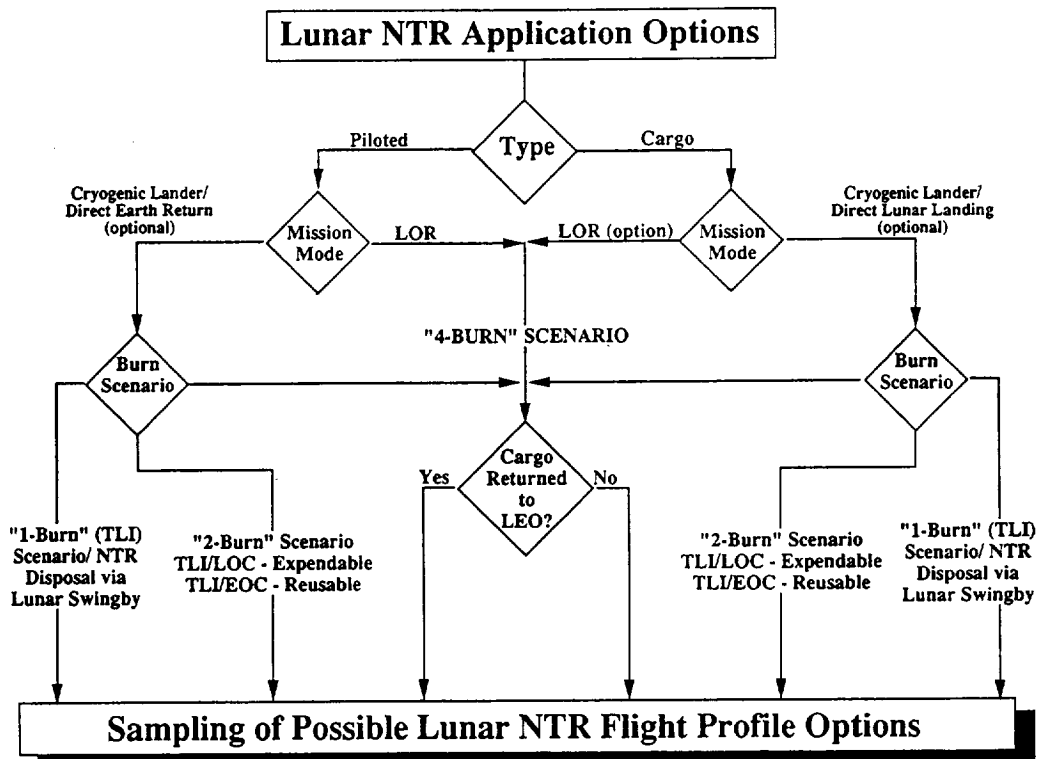 Lunar NTR Application Options
Type
Piloted
Cargo
Cryogenic Lander/
Direct Earth Return
(optional)
Mission
Mode
LOR
LOR (option)
Mission
Mode
Cryogenic Lander/
Direct Lunar Landing
(optional)
"4-BURN" SCENARIO
Burn
Scenario
Burn
Scenario
Cargo
Returned
to
LEO?
Yes
No
"1-Burn" (TLI)
Scenario/ NTR
Disposal via
Lunar Swingby
"2-Burn" Scenario
TLI/LOC - Expendable
TLI/EOC - Reusable
"2-Burn" Scenario
TLI/LOC - Expendable
TLI/EOC - Reusable
"1-Burn" (TLI)
Scenario/ NTR
Disposal via
Lunar Swingby
Sampling of Possible Lunar NTR Flight Profile Options